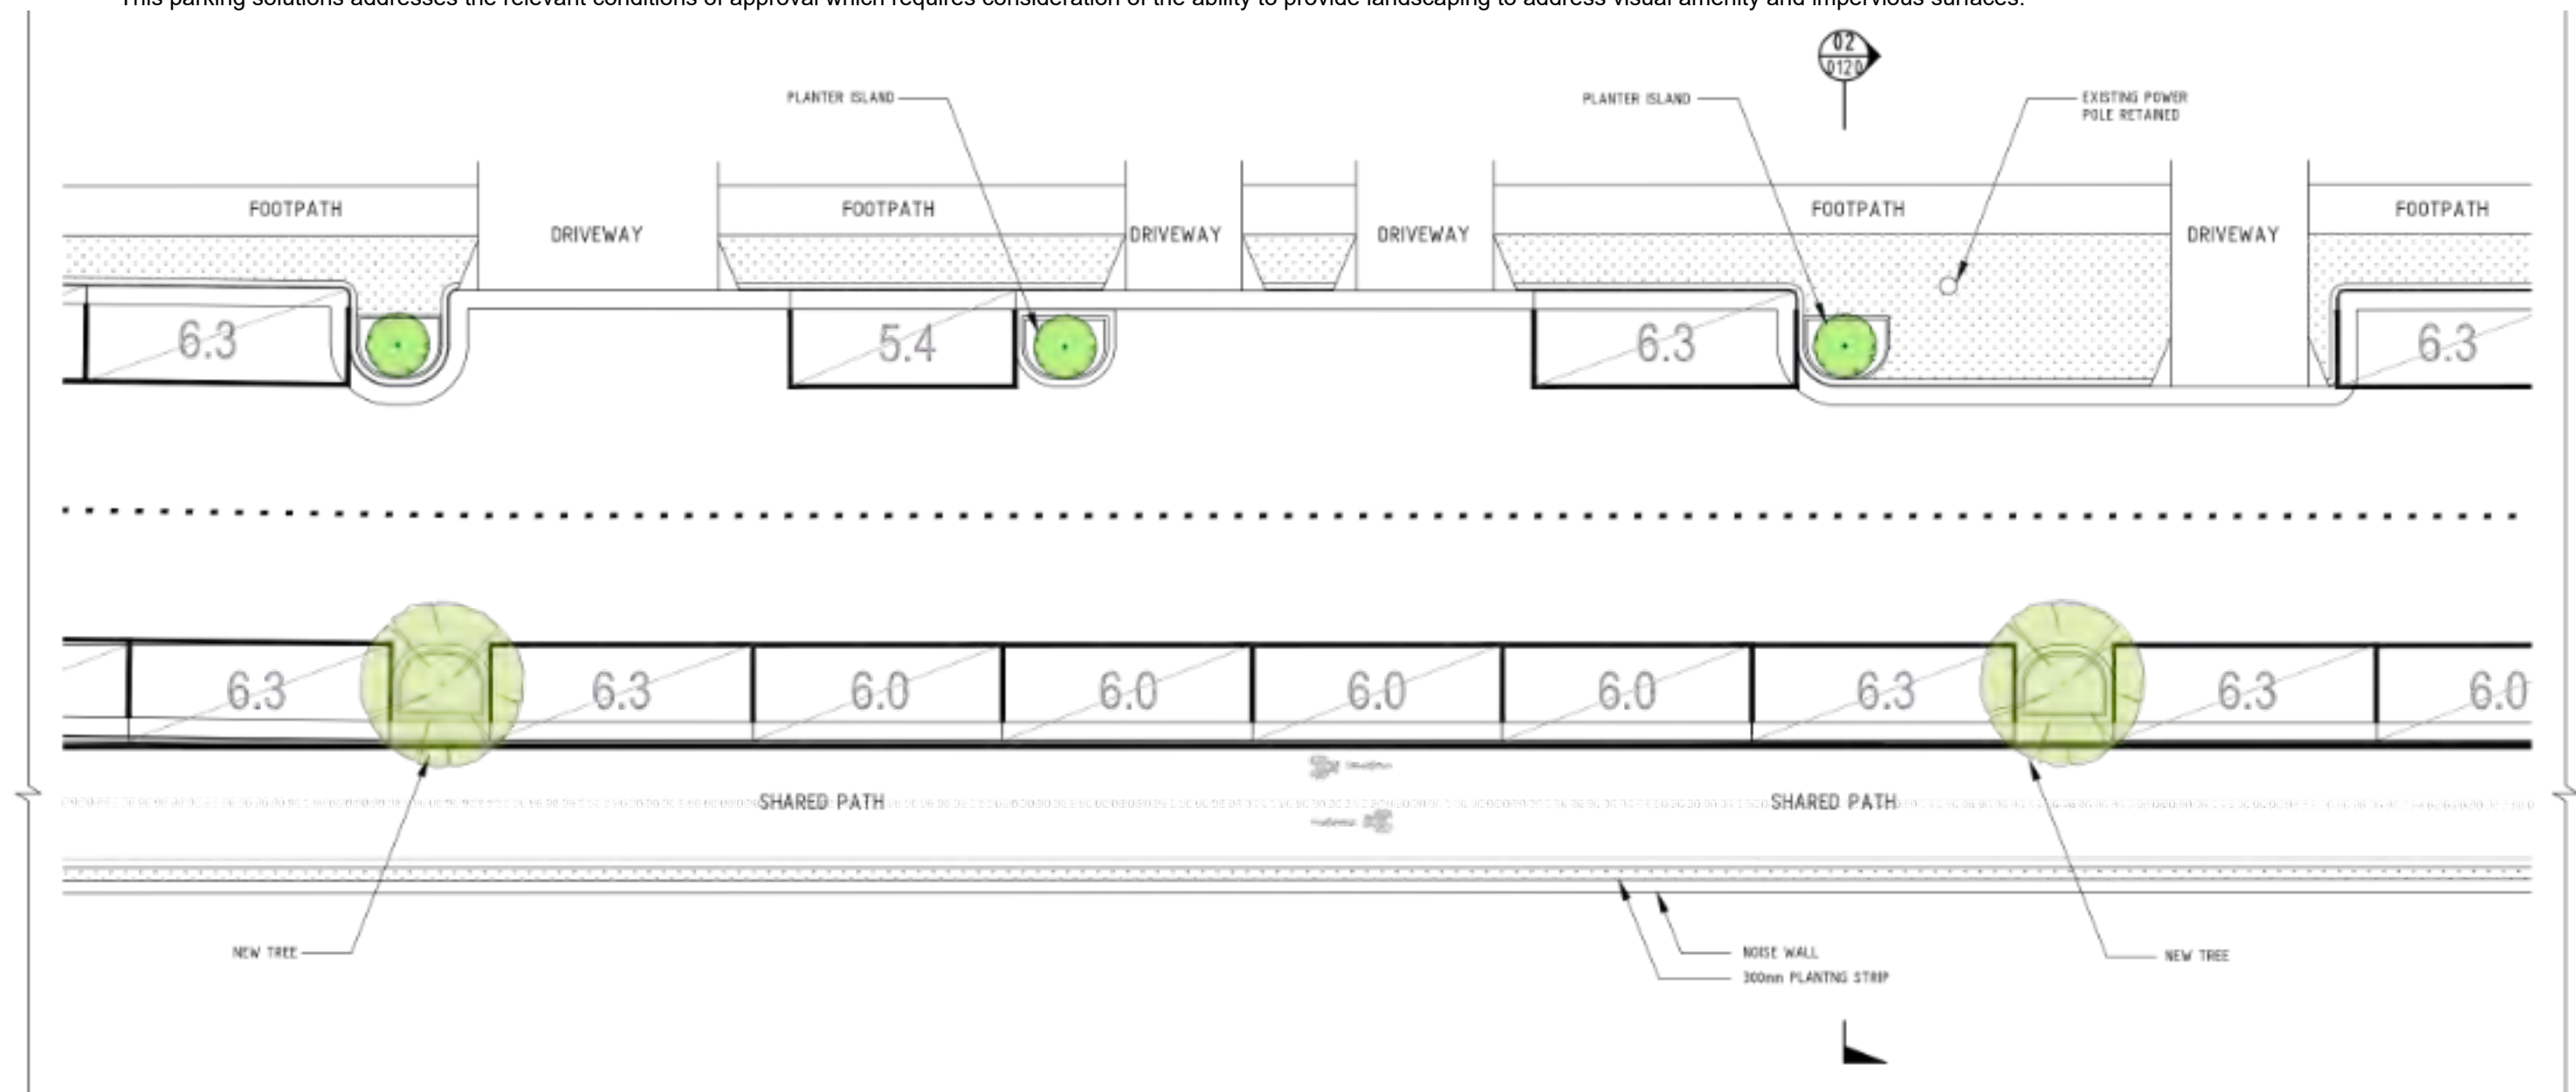 This parking solutions addresses the relevant conditions of approval which requires consideration of the ability to provide landscaping to address visual amenity and impervious surfaces.
02
0120
PLANTER ISLAND
PLANTER ISLAND
EXISTING POWER
POLE RETAINED
FOOTPATH
FOOTPATH
FOOTPATH
FOOTPATH
DRIVEWAY
DRIVEWAY
DRIVEWAY
DRIVEWAY
6.3
5.4
6.3
6.3
6.3
6.3
6.0
6.0
6.0
6.0
6.3
6.3
6.0
SHARED PATH
SHARED PATH
NEW TREE
NOISE WALL
NEW TREE
300mm PLANTNG STRIP